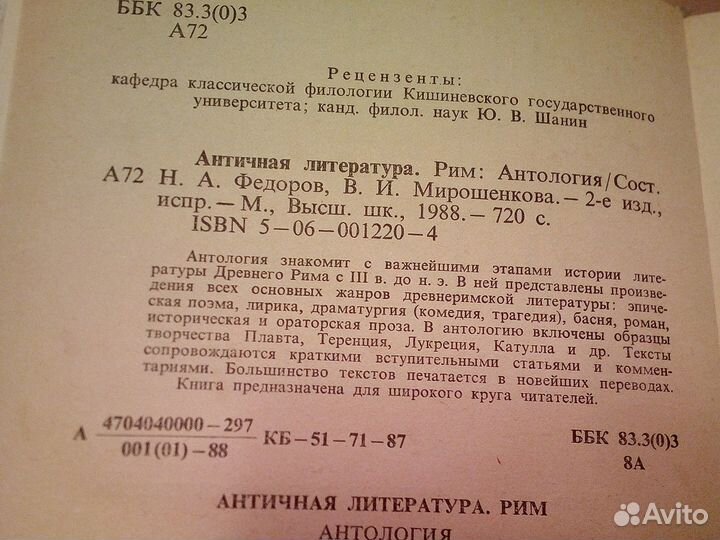 ББК 83.3(0)3
А72
Рецензенты:
кафедра классической филологии Кишиневского государственного
университета; канд. филол. наук Ю. В. Шанин
Античная литература. Рим: Антология/Сост.
А72 Н. А. Федоров, В. И. Мирошенкова.— 2-е изд.,
испр.— М., Высш. шк., 1988.— 720 с.
ISBN 5—06—001220—4
Антология знакомит с важнейшими этапами истории лите-
ратуры Древнего Рима с III в. до н. э. В ней представлены произве-
дения всех основных жанров древнеримской литературы: эпиче-
ская поэма, лирика, драматургия (комедия, трагедия), басня, роман,
историческая и ораторская проза. В антологию включены образцы
творчества Плавта, Теренция, Лукреция, Катулла и др. Тексты
сопровождаются краткими вступительными статьями и коммен-
тариями. Большинство текстов печатается в новейших переводах.
Книга предназначена для широкого круга читателей.
А 4704040000—297 КБ—51—71—87 ББК 83.3(0)3
001(01)—88 8А
АНТИЧНАЯ ЛИТЕРАТУРА. РИМ
АНТОЛОГИЯ
Avito